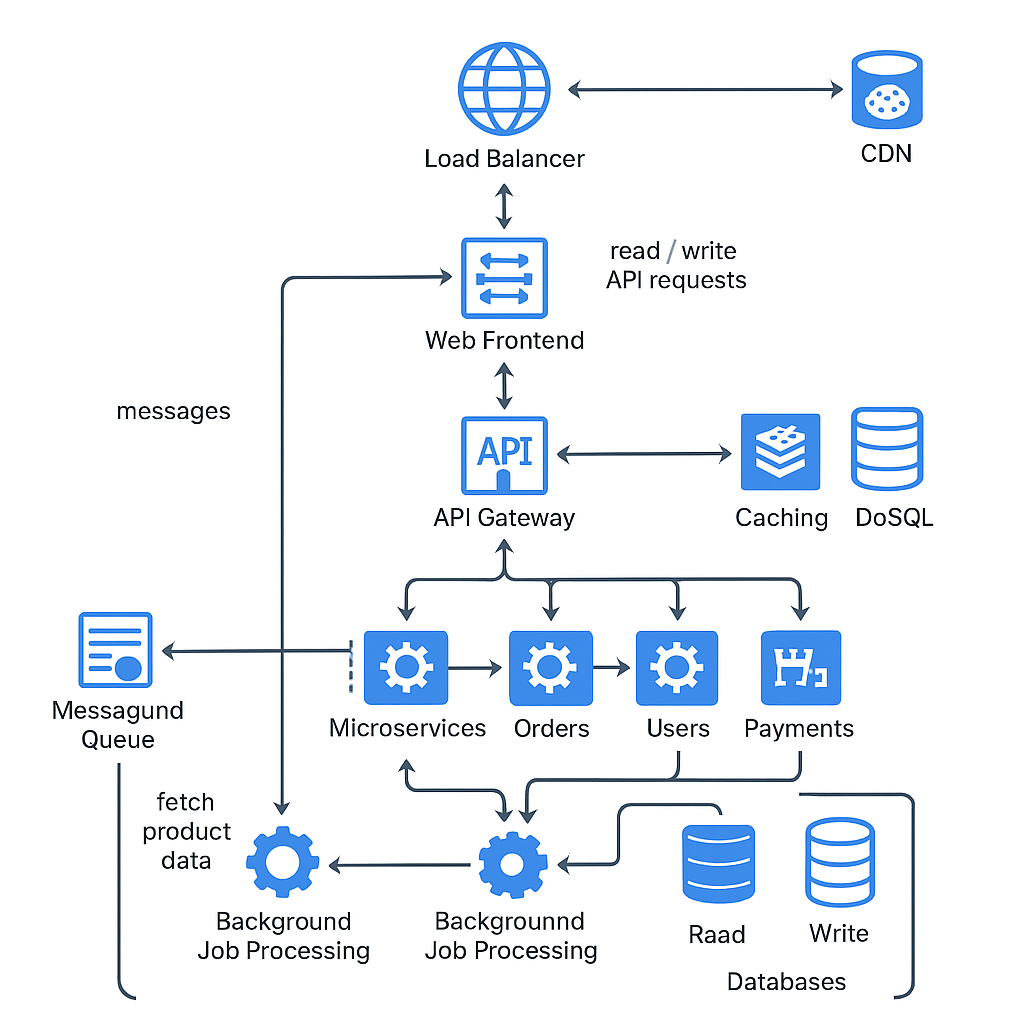 Load Balancer
CDN
read / write
API requests
Web Frontend
messages
API
API Gateway
Caching
DoSQL
Messagund
Queue
Microservices
Orders
Users
Payments
fetch
product
data
Background
Job Processing
Backgrounnd
Job Processing
Raad
Write
Databases